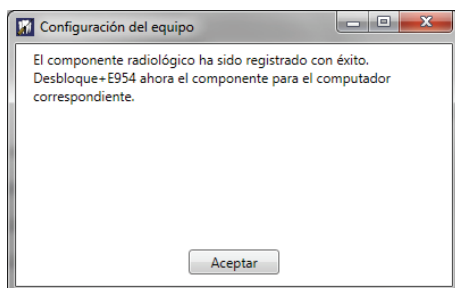 Configuración del equipo
El componente radiológico ha sido registrado con éxito.
Desbloque+E954 ahora el componente para el computador
correspondiente.
Aceptar